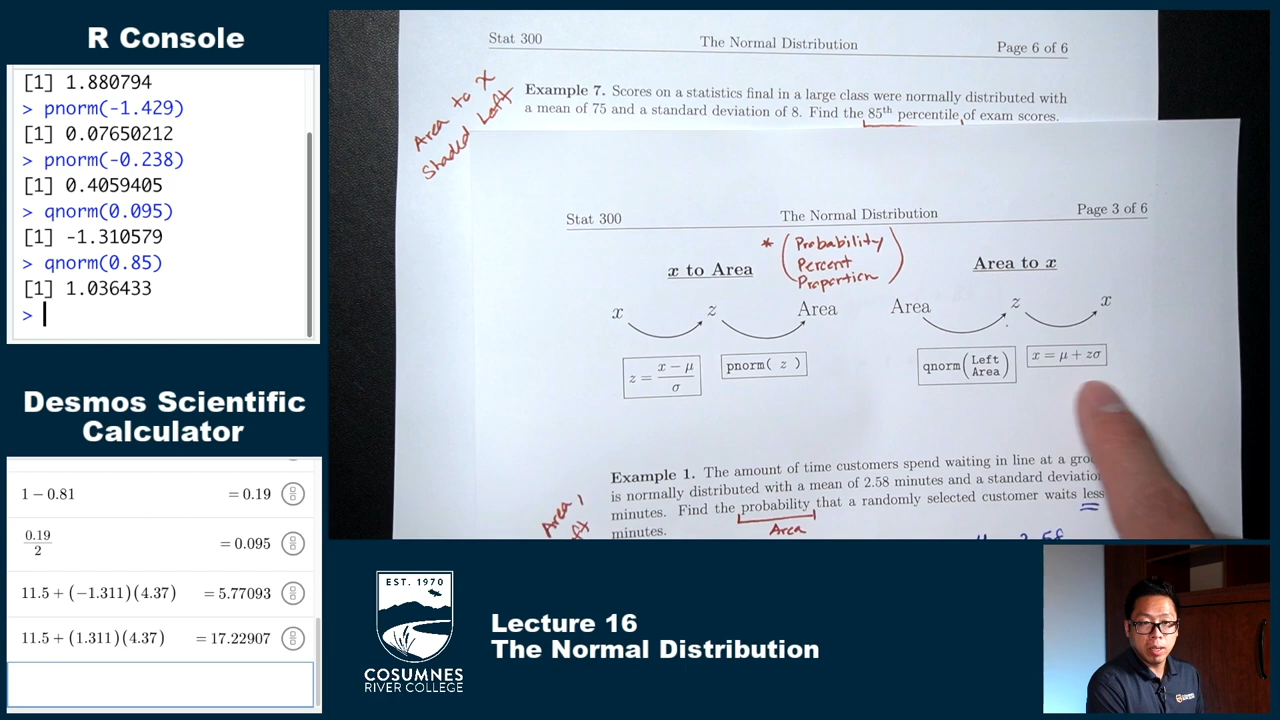 R Console
[1] 1.880794
> pnorm(-1.429)
[1] 0.07650212
> pnorm(-0.238)
[1] 0.4059405
> qnorm(0.095)
[1] -1.310579
> qnorm(0.85)
[1] 1.036433
>
Desmos Scientific
Calculator
1 − 0.81 = 0.19
0.19/2 = 0.095
11.5 + (−1.311)(4.37) = 5.77093
11.5 + (1.311)(4.37) = 17.22907
Stat 300 The Normal Distribution Page 6 of 6
Area to x
Shaded Left
Example 7. Scores on a statistics final in a large class were normally distributed with
a mean of 75 and a standard deviation of 8. Find the 85th percentile of exam scores.
Stat 300 The Normal Distribution Page 3 of 6
* (Probability
Percent
Proportion)
x to Area Area to x
x z Area Area z x
z = (x − μ)/σ pnorm( z ) qnorm(Left Area) x = μ + zσ
Example 1. The amount of time customers spend waiting in line at a
is normally distributed with a mean of 2.58 minutes and a standard
minutes. Find the probability that a randomly selected customer waits less
minutes.
Area
Area,
EST. 1970
COSUMNES
RIVER COLLEGE
Lecture 16
The Normal Distribution